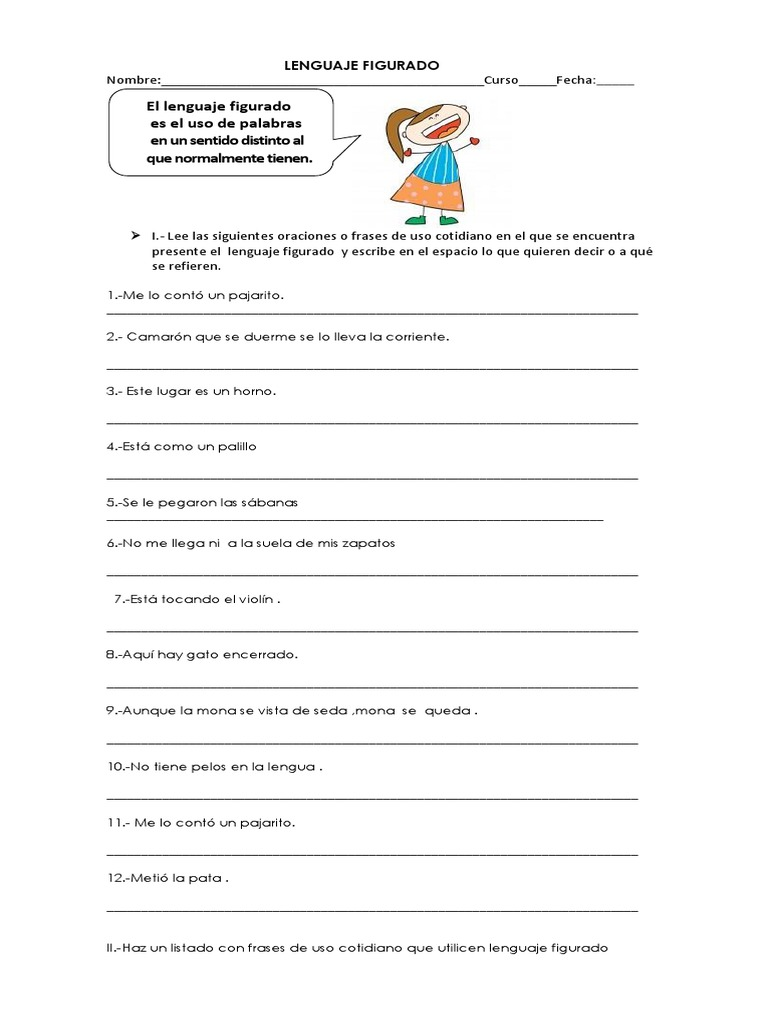 LENGUAJE FIGURADO
Nombre:_______________________________________________Curso______Fecha:______
El lenguaje figurado
es el uso de palabras
en un sentido distinto al
que normalmente tienen.
➢ I.- Lee las siguientes oraciones o frases de uso cotidiano en el que se encuentra
presente el lenguaje figurado y escribe en el espacio lo que quieren decir o a qué
se refieren.
1.-Me lo contó un pajarito.
2.- Camarón que se duerme se lo lleva la corriente.
3.- Este lugar es un horno.
4.-Está como un palillo
5.-Se le pegaron las sábanas
6.-No me llega ni a la suela de mis zapatos
7.-Está tocando el violín .
8.-Aquí hay gato encerrado.
9.-Aunque la mona se vista de seda ,mona se queda .
10.-No tiene pelos en la lengua .
11.- Me lo contó un pajarito.
12.-Metió la pata .
II.-Haz un listado con frases de uso cotidiano que utilicen lenguaje figurado